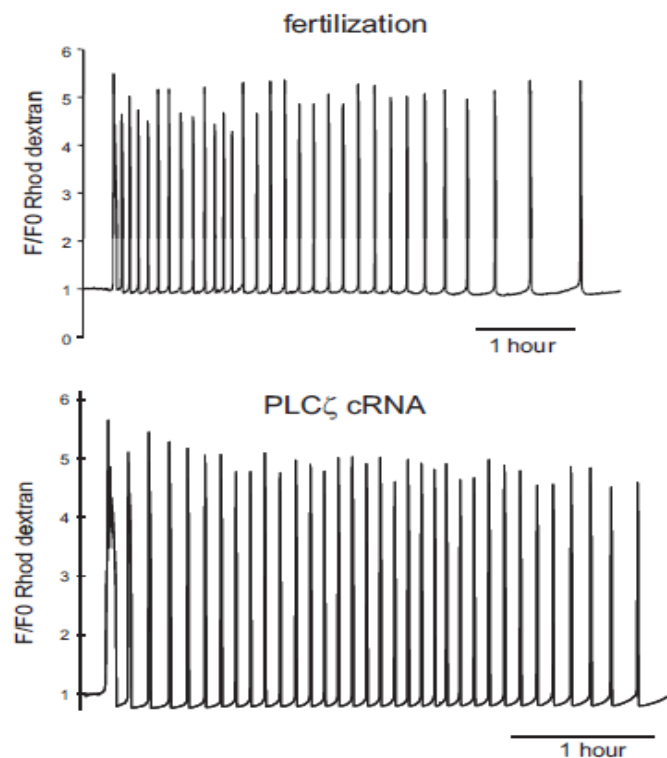 fertilization
6
5
4
3
2
1
0
F/F0 Rhod dextran
1 hour
PLCζ cRNA
6
5
4
3
2
1
F/F0 Rhod dextran
1 hour